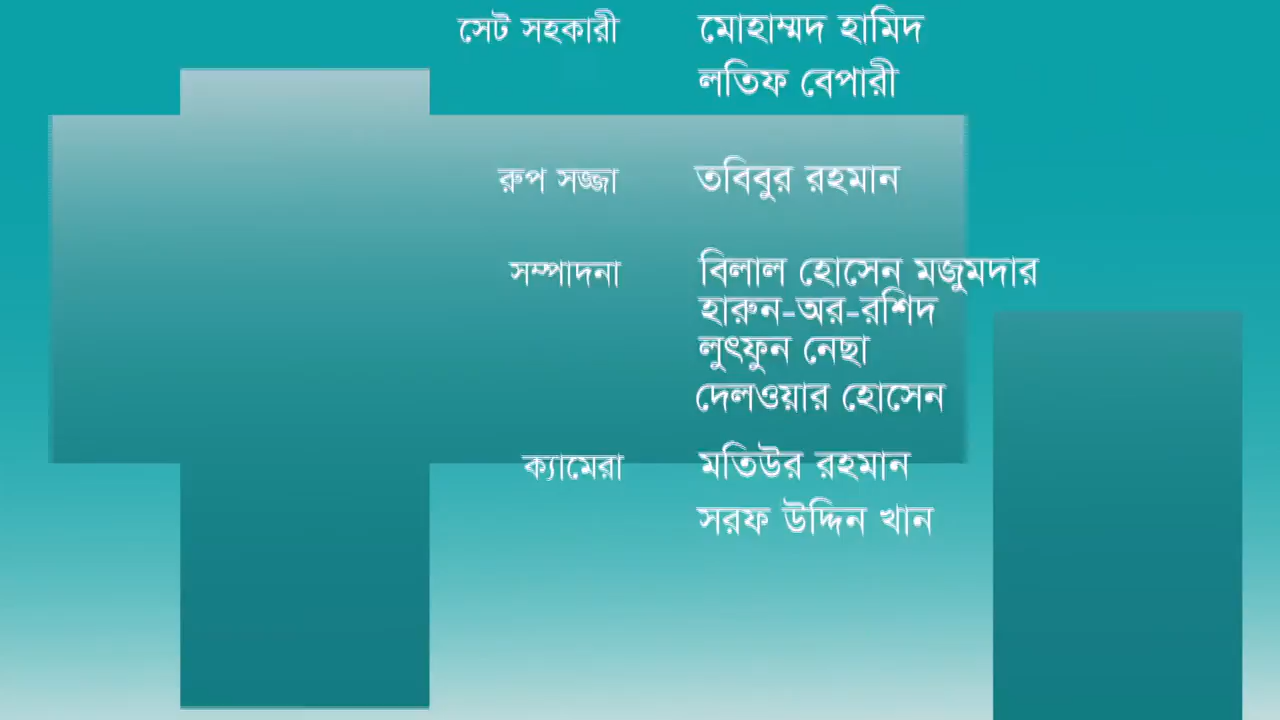 সেট সহকারী মোহাম্মদ হামিদ
লতিফ বেপারী
রুপ সজ্জা তবিবুর রহমান
সম্পাদনা বিলাল হোসেন মজুমদার
হারুন-অর-রশিদ
লুৎফুন নেছা
দেলওয়ার হোসেন
ক্যামেরা মতিউর রহমান
সরফ উদ্দিন খান